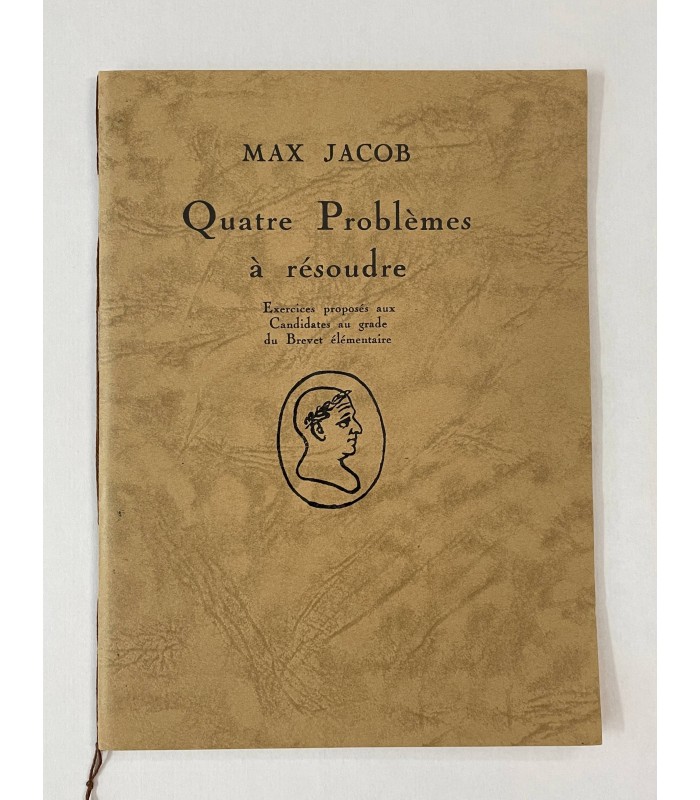 MAX JACOB
Quatre Problèmes
à résoudre
Exercices proposés aux
Candidates au grade
du Brevet élémentaire